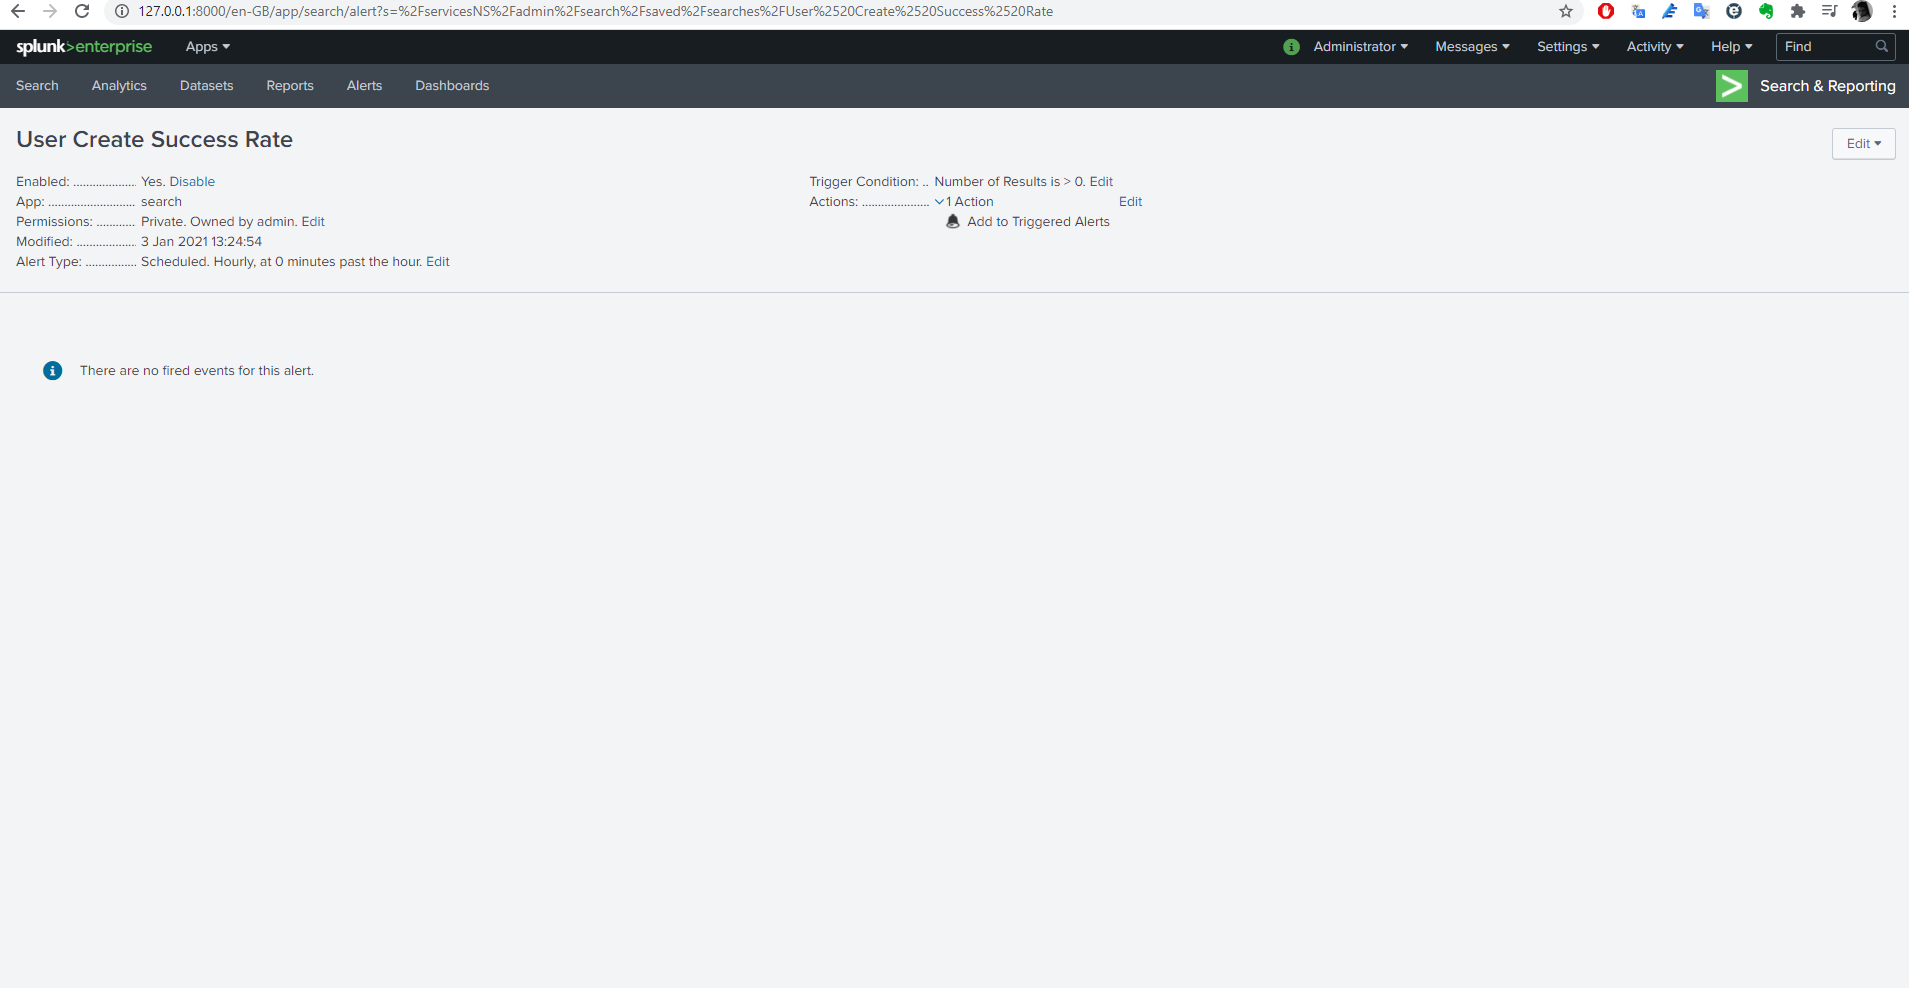 127.0.0.1:8000/en-GB/app/search/alert?s=%2FservicesNS%2Fadmin%2Fsearch%2Fsaved%2Fsearches%2FUser%2520Create%2520Success%2520Rate
splunk>enterprise Apps Administrator Messages Settings Activity Help Find
Search Analytics Datasets Reports Alerts Dashboards Search & Reporting
User Create Success Rate Edit
Enabled: ................... Yes. Disable Trigger Condition: .. Number of Results is > 0. Edit
App: ........................... search Actions: ..................... 1 Action Edit
Permissions: ............ Private. Owned by admin. Edit Add to Triggered Alerts
Modified: ................... 3 Jan 2021 13:24:54
Alert Type: ................ Scheduled. Hourly, at 0 minutes past the hour. Edit
There are no fired events for this alert.